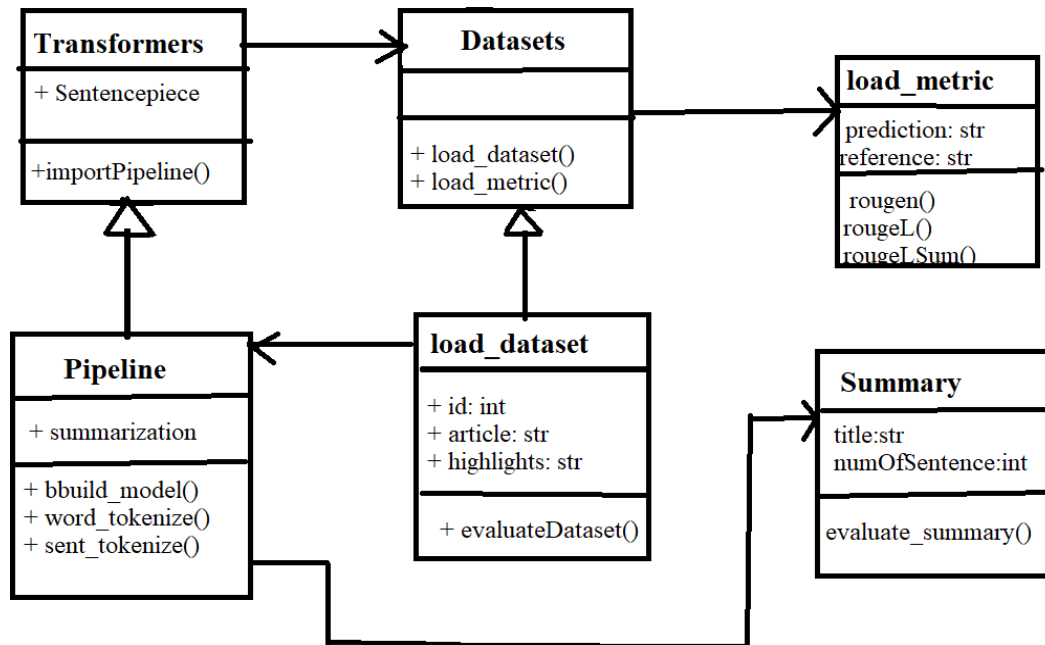 Transformers
+ Sentencepiece
+importPipeline()
Datasets
+ load_dataset()
+ load_metric()
load_metric
prediction: str
reference: str
rougen()
rougeL()
rougeLSum()
Pipeline
+ summarization
+ bbuild_model()
+ word_tokenize()
+ sent_tokenize()
load_dataset
+ id: int
+ article: str
+ highlights: str
+ evaluateDataset()
Summary
title:str
numOfSentence:int
evaluate_summary()